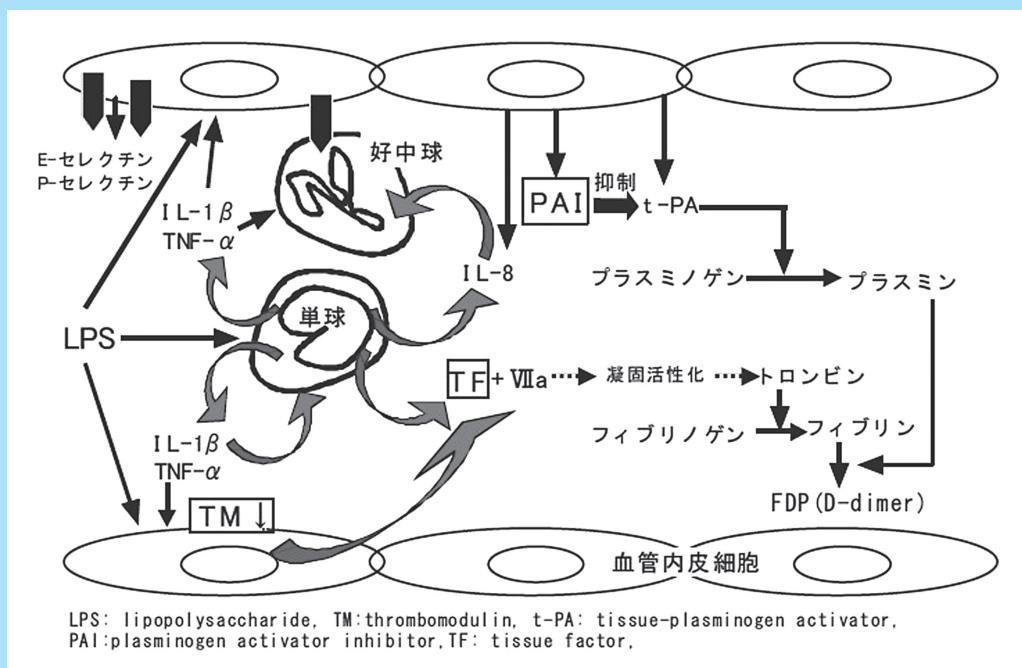 E-セレクチン
P-セレクチン
好中球
IL-1β
TNF-α
PAI
抑制
t-PA
IL-8
プラスミノゲン
プラスミン
LPS
単球
TF+Ⅶa
凝固活性化
トロンビン
フィブリノゲン
フィブリン
IL-1β
TNF-α
TM↓
FDP(D-dimer)
血管内皮細胞
LPS: lipopolysaccharide, TM:thrombomodulin, t-PA: tissue-plasminogen activator,
PAI:plasminogen activator inhibitor,TF: tissue factor,